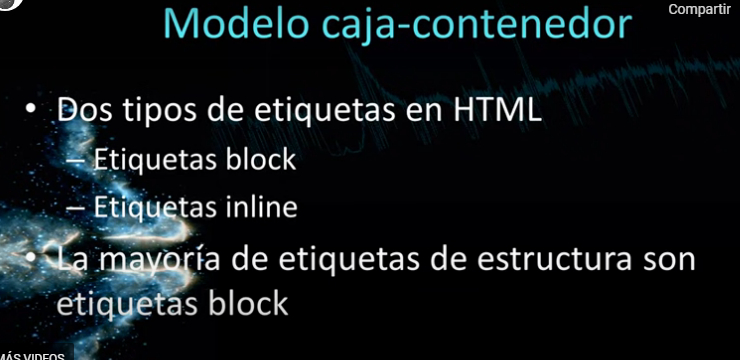 Compartir
Modelo caja-contenedor
• Dos tipos de etiquetas en HTML
– Etiquetas block
– Etiquetas inline
• La mayoría de etiquetas de estructura son
etiquetas block
MÁS VIDEOS